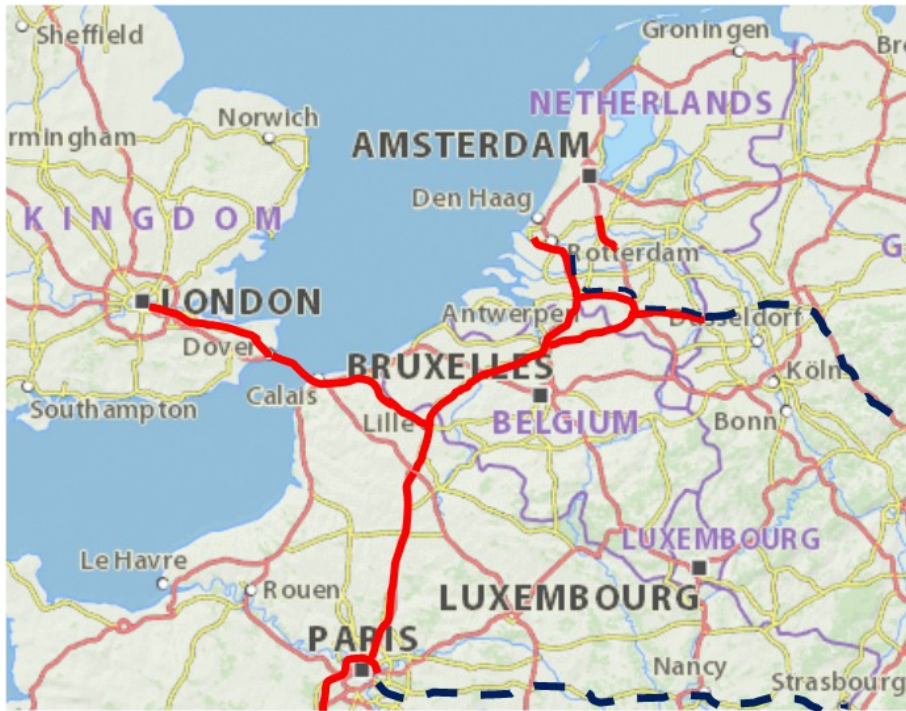 Sheffield
Groningen
Bre
NETHERLANDS
Norwich
rmingham
AMSTERDAM
Den Haag
KINGDOM
G
Rotterdam
LONDON
Antwerpen
Düsseldorf
Dover
BRUXELLES
Köln
Calais
Southampton
Lille
BELGIUM
Bonn
LUXEMBOURG
Le Havre
Rouen
LUXEMBOURG
PARIS
Nancy
Strasbourg